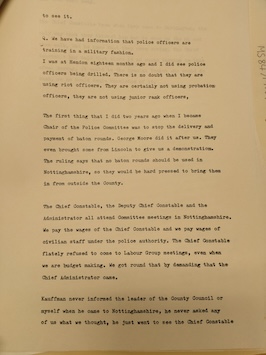 to see it.
Q. We have had information that police officers are
training in a military fashion.
I was at Hendon eighteen months ago and I did see police
officers being drilled. There is no doubt that they are
using riot officers. They are certainly not using probation
officers, they are not using junior rank officers.
The first thing that I did two years ago when I became
Chair of the Police Committee was to stop the delivery and
payment of baton rounds. George Moore did it after me. They
even brought some from Lincoln to give us a demonstration.
The ruling says that no baton rounds should be used in
Nottinghamshire, so they would be hard pressed to bring them
in from outside the County.
The Chief Constable, the Deputy Chief Constable and the
Administrator all attend Committee meetings in Nottinghamshire.
We pay the wages of the Chief Constable and we pay wages of
civilian staff under the police authority. The Chief Constable
flately refused to come to Labour Group meetings, even when
we are budget making. We got round that by demanding that the
Chief Administrator came.
Kauffman never informed the leader of the County Council or
myself when he came to Nottinghamshire, he never asked any
of us what we thought, he just went to see the Chief Constable